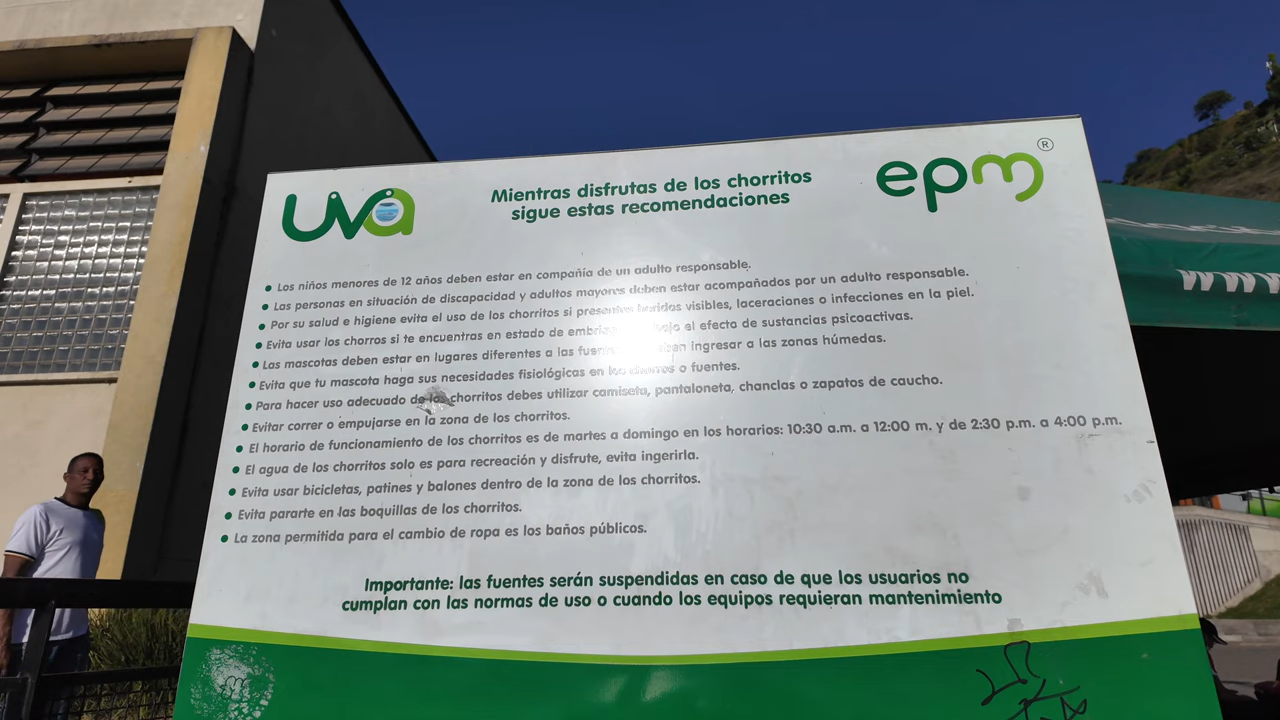 uva
Mientras disfrutas de los chorritos
sigue estas recomendaciones
epm ®
• Los niños menores de 12 años deben estar en compañía de un adulto responsable.
• Las personas en situación de discapacidad y adultos mayores deben estar acompañados por un adulto responsable.
• Por su salud e higiene evita el uso de los chorritos si presentas heridas visibles, laceraciones o infecciones en la piel.
• Evita usar los chorros si te encuentras en estado de bajo el efecto de sustancias psicoactivas.
• Las mascotas deben estar en lugares diferentes a las ingresar a las zonas húmedas.
• Evita que tu mascota haga sus necesidades fisiológicas en los chorros o fuentes.
• Para hacer uso adecuado de los chorritos debes utilizar camiseta, pantaloneta, chanclas o zapatos de caucho.
• Evitar correr o empujarse en la zona de los chorritos.
• El horario de funcionamiento de los chorritos es de martes a domingo en los horarios: 10:30 a.m. a 12:00 m. y de 2:30 p.m. a 4:00 p.m.
• El agua de los chorritos solo es para recreación y disfrute, evita ingerirla.
• Evita usar bicicletas, patines y balones dentro de la zona de los chorritos.
• Evita pararte en las boquillas de los chorritos.
• La zona permitida para el cambio de ropa es los baños públicos.
Importante: las fuentes serán suspendidas en caso de que los usuarios no
cumplan con las normas de uso o cuando los equipos requieran mantenimiento